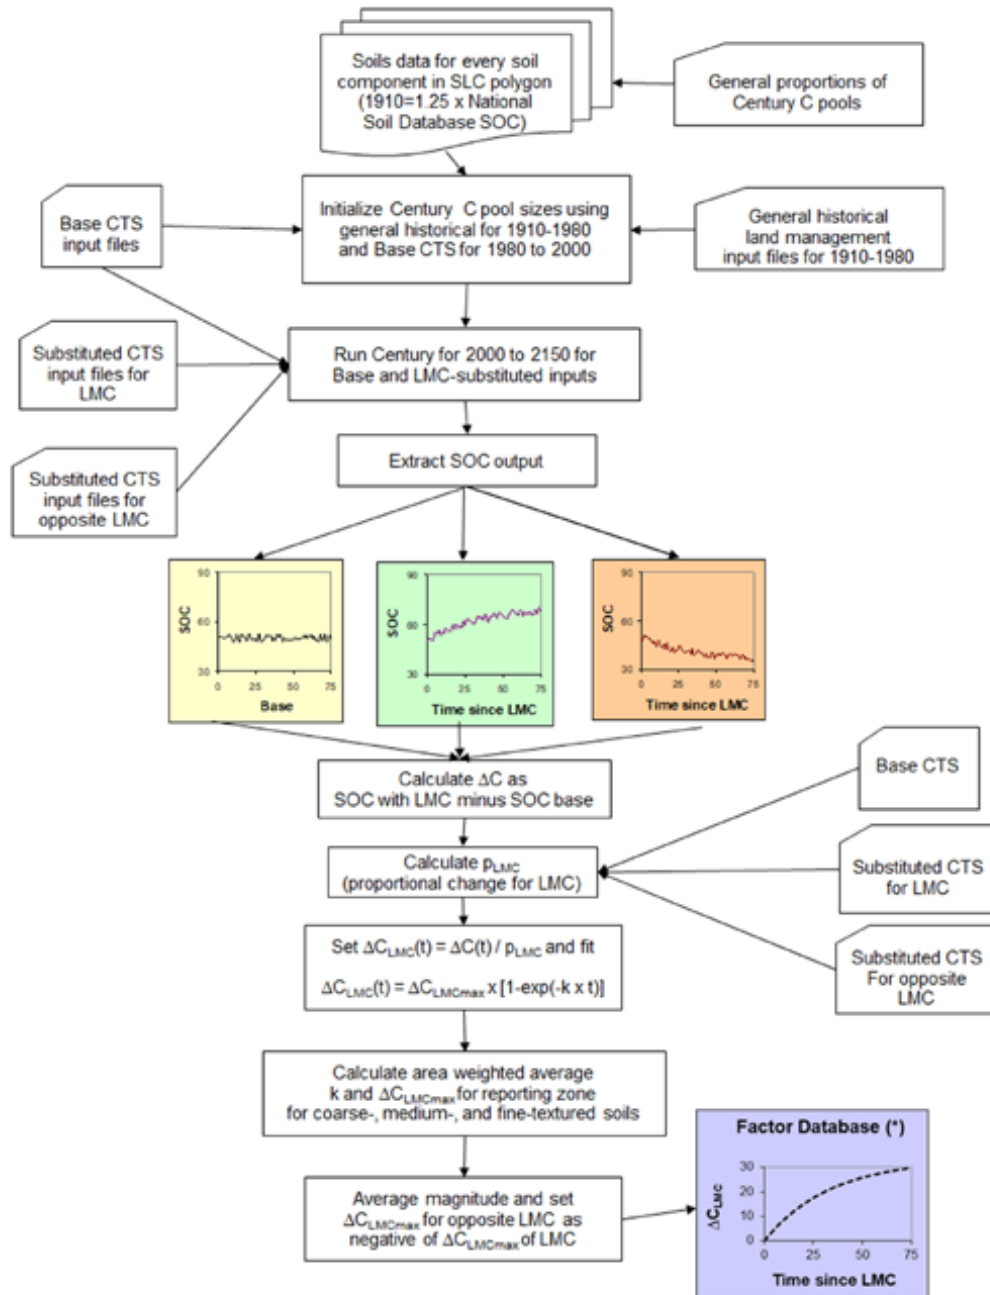 Soils data for every soil
component in SLC polygon
(1910=1.25 x National
Soil Database SOC)
General proportions of
Century C pools
Base CTS
input files
Initialize Century C pool sizes using
general historical for 1910-1980
and Base CTS for 1980 to 2000
General historical
land management
input files for 1910-1980
Substituted CTS
input files for
LMC
Run Century for 2000 to 2150 for
Base and LMC-substituted inputs
Substituted CTS
input files for
opposite LMC
Extract SOC output
SOC
90
60
30
0 25 50 75
Base
SOC
90
60
30
0 25 50 75
Time since LMC
SOC
90
60
30
0 25 50 75
Time since LMC
Calculate ΔC as
SOC with LMC minus SOC base
Base CTS
Calculate pLMC
(proportional change for LMC)
Substituted CTS
for LMC
Set ΔCLMC(t) = ΔC(t) / pLMC and fit
ΔCLMC(t) = ΔCLMCmax x [1-exp(-k x t)]
Substituted CTS
For opposite
LMC
Calculate area weighted average
k and ΔCLMCmax for reporting zone
for coarse-, medium-, and fine-textured soils
Average magnitude and set
ΔCLMCmax for opposite LMC as
negative of ΔCLMCmax of LMC
Factor Database (*)
ΔCLMC
30
20
10
0
0 25 50 75
Time since LMC